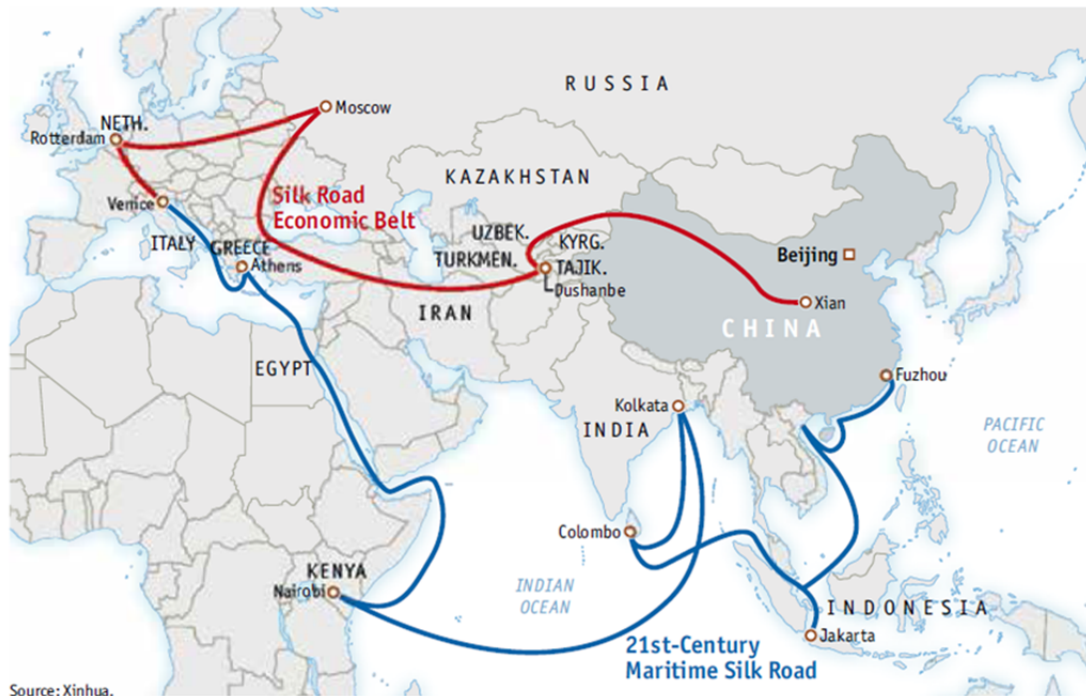 RUSSIA
Moscow
NETH.
Rotterdam
KAZAKHSTAN
Silk Road
Economic Belt
Venice
UZBEK.
KYRG.
ITALY
GREECE
Athens
TURKMEN.
TAJIK.
Dushanbe
Beijing
IRAN
Xian
CHINA
EGYPT
Fuzhou
Kolkata
INDIA
PACIFIC
OCEAN
Colombo
KENYA
Nairobi
INDIAN
OCEAN
INDONESIA
Jakarta
21st-Century
Maritime Silk Road
Source: Xinhua.